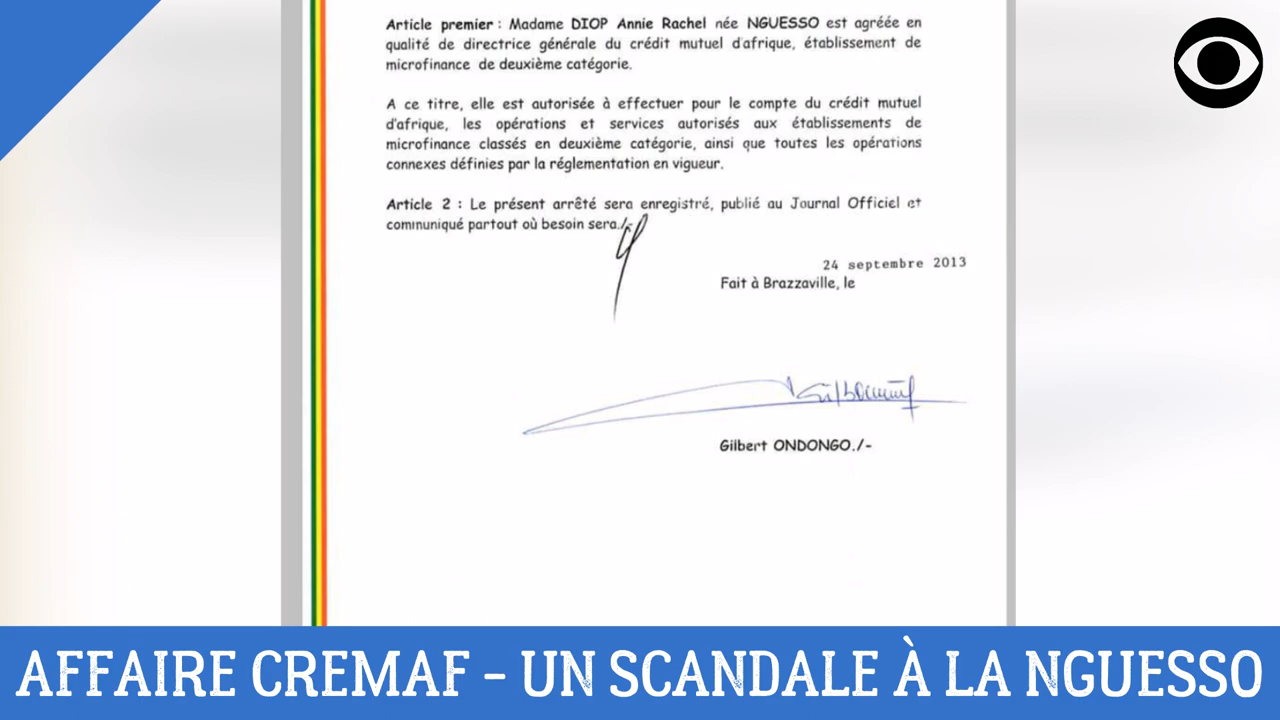 Article premier : Madame DIOP Annie Rachel née NGUESSO est agréée en
qualité de directrice générale du crédit mutuel d'afrique, établissement de
microfinance de deuxième catégorie.
A ce titre, elle est autorisée à effectuer pour le compte du crédit mutuel
d'afrique, les opérations et services autorisés aux établissements de
microfinance classés en deuxième catégorie, ainsi que toutes les opérations
connexes définies par la réglementation en vigueur.
Article 2 : Le présent arrêté sera enregistré, publié au Journal Officiel et
communiqué partout où besoin sera./-
24 septembre 2013
Fait à Brazzaville, le
Gilbert ONDONGO./-
AFFAIRE CREMAF - UN SCANDALE À LA NGUESSO